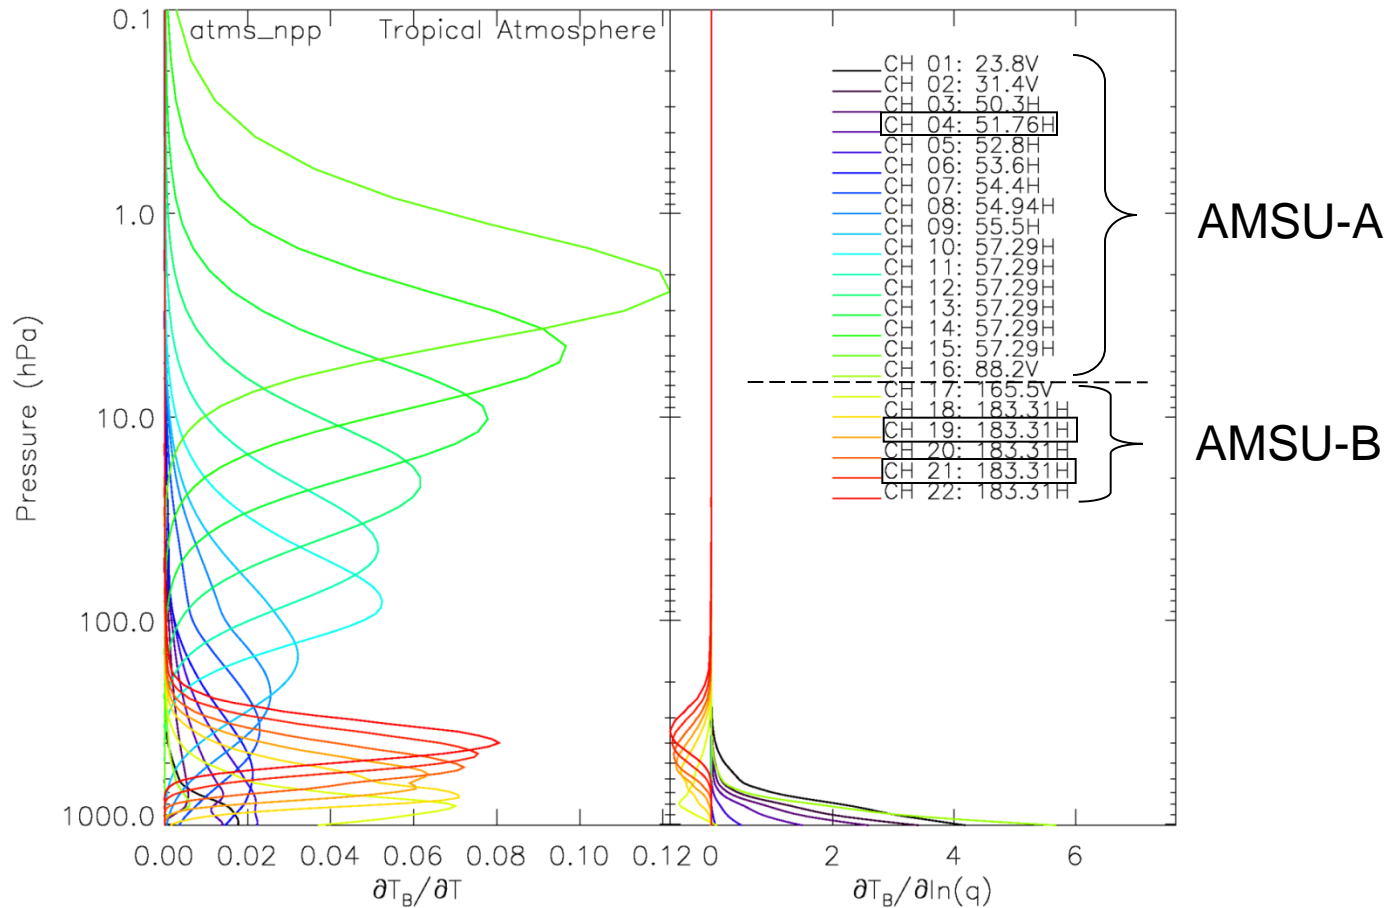 atms_npp Tropical Atmosphere
0.1
1.0
10.0
100.0
1000.0
Pressure (hPa)
0.00 0.02 0.04 0.06 0.08 0.10 0.12
∂T_B/∂T
CH 01: 23.8V
CH 02: 31.4V
CH 03: 50.3H
CH 04: 51.76H
CH 05: 52.8H
CH 06: 53.6H
CH 07: 54.4H
CH 08: 54.94H
CH 09: 55.5H
CH 10: 57.29H
CH 11: 57.29H
CH 12: 57.29H
CH 13: 57.29H
CH 14: 57.29H
CH 15: 57.29H
CH 16: 88.2V
CH 17: 165.5V
CH 18: 183.31H
CH 19: 183.31H
CH 20: 183.31H
CH 21: 183.31H
CH 22: 183.31H
AMSU-A
AMSU-B
0 2 4 6
∂T_B/∂ln(q)